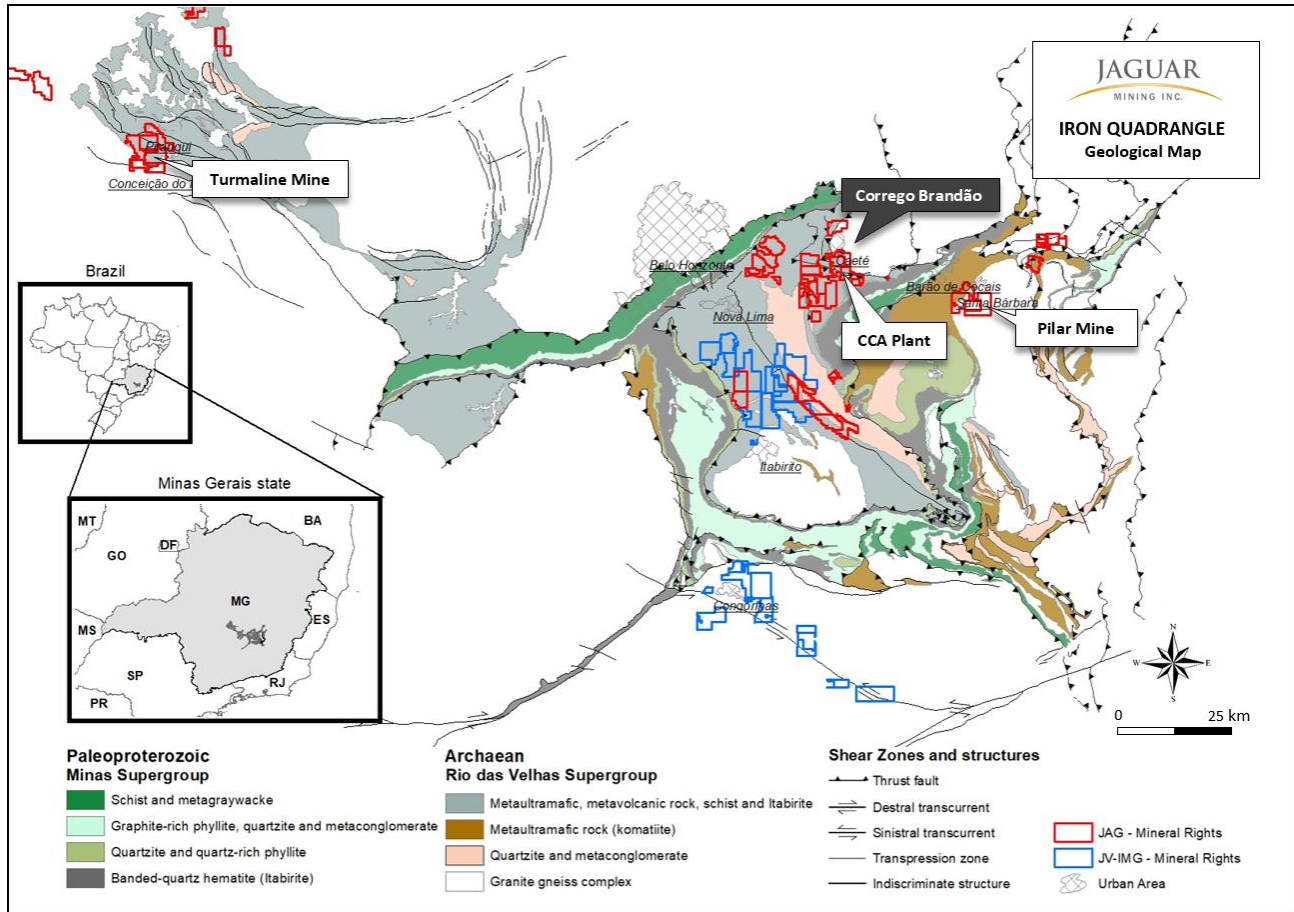 JAGUAR
MINING INC.
IRON QUADRANGLE
Geological Map
Pitangui
Conceição do
Turmaline Mine
Corrego Brandão
Belo Horizonte
Caeté
Barão de Cocais
Santa Bárbara
Nova Lima
CCA Plant
Pilar Mine
Itabirito
Congonhas
Brazil
Minas Gerais state
MT
BA
GO
DF
MG
ES
MS
SP
RJ
PR
N
W
E
S
0 25 km
Paleoproterozoic
Minas Supergroup
Schist and metagraywacke
Graphite-rich phyllite, quartzite and metaconglomerate
Quartzite and quartz-rich phyllite
Banded-quartz hematite (Itabirite)
Archaean
Rio das Velhas Supergroup
Metaultramafic, metavolcanic rock, schist and Itabirite
Metaultramafic rock (komatiite)
Quartzite and metaconglomerate
Granite gneiss complex
Shear Zones and structures
Thrust fault
Destral transcurrent
Sinistral transcurrent
Transpression zone
Indiscriminate structure
JAG - Mineral Rights
JV-IMG - Mineral Rights
Urban Area